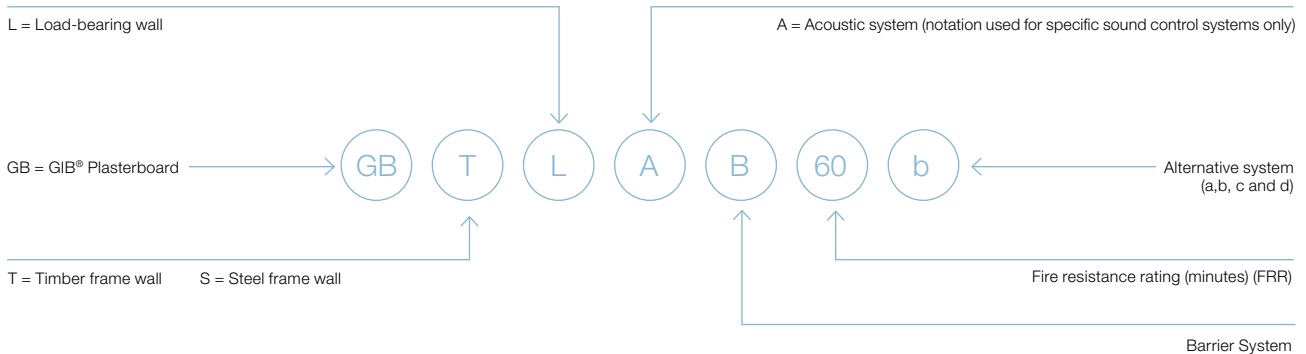 L = Load-bearing wall
A = Acoustic system (notation used for specific sound control systems only)
GB = GIB® Plasterboard
GB T L A B 60 b
Alternative system
(a,b, c and d)
T = Timber frame wall S = Steel frame wall
Fire resistance rating (minutes) (FRR)
Barrier System